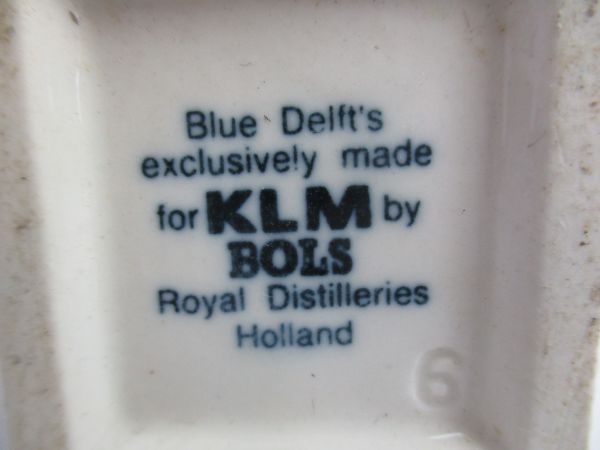 Blue Delft's
exclusively made
for KLM by
BOLS
Royal Distilleries
Holland
6